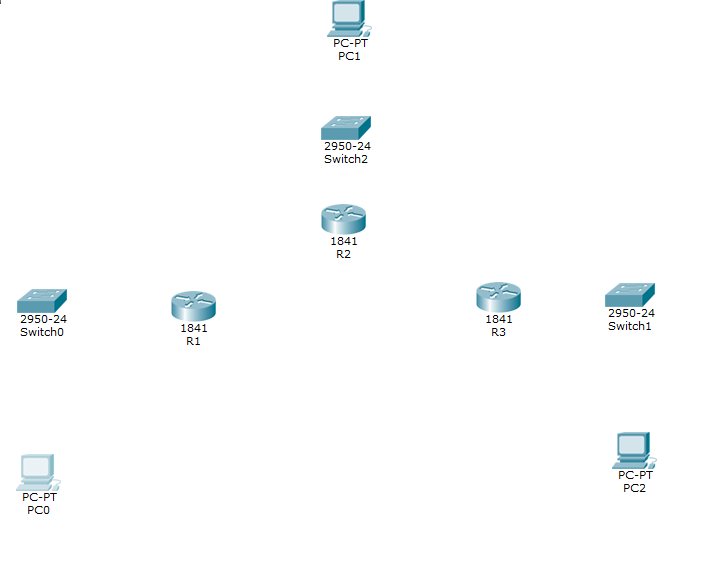 PC-PT
PC1
2950-24
Switch2
1841
R2
2950-24
Switch0
1841
R1
1841
R3
2950-24
Switch1
PC-PT
PC0
PC-PT
PC2